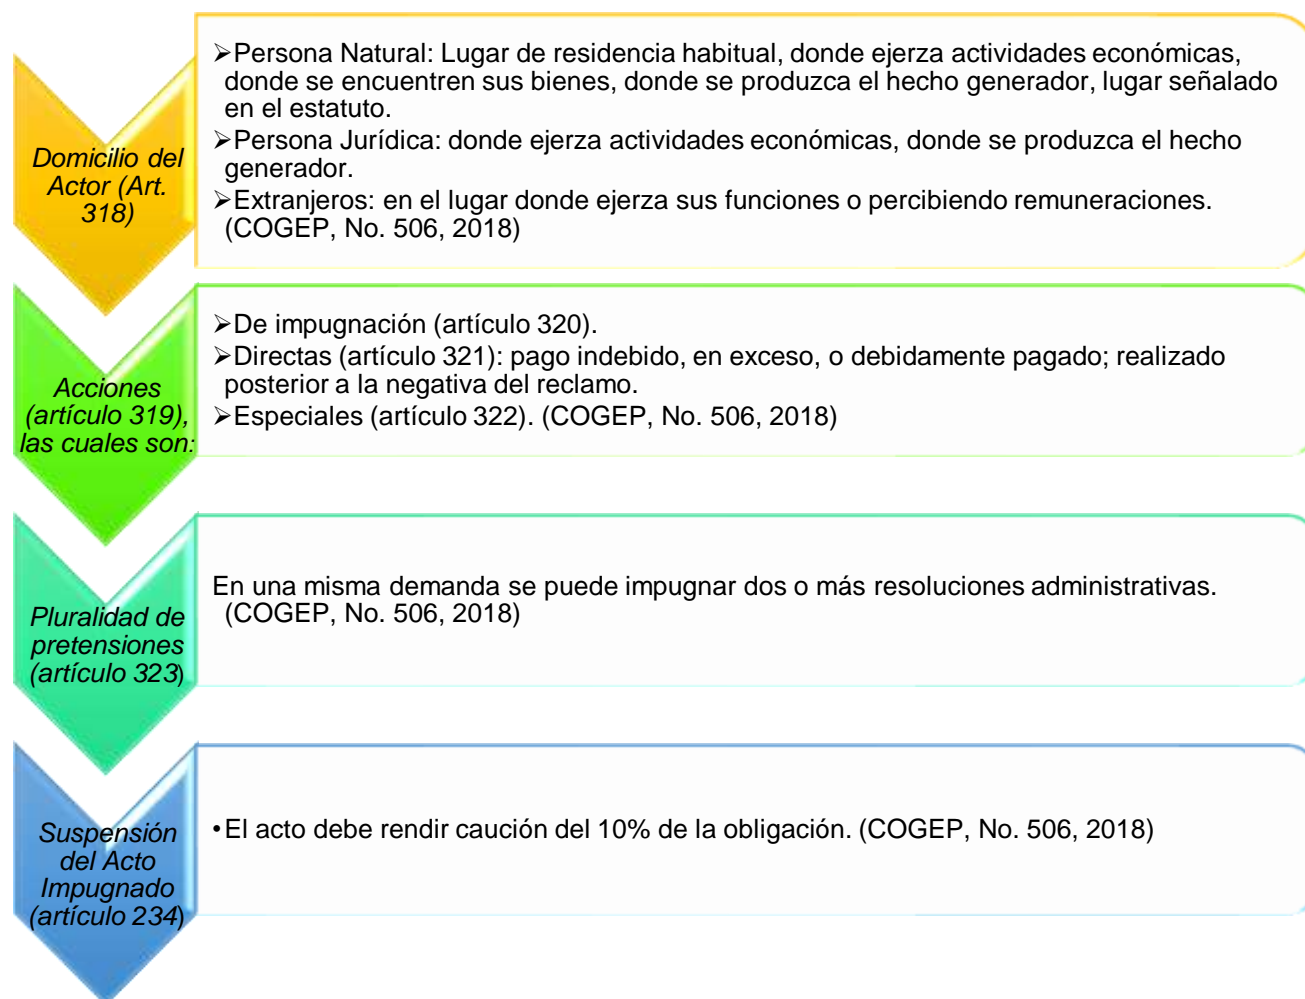 Domicilio del
Actor (Art.
318)
➢Persona Natural: Lugar de residencia habitual, donde ejerza actividades económicas,
donde se encuentren sus bienes, donde se produzca el hecho generador, lugar señalado
en el estatuto.
➢Persona Jurídica: donde ejerza actividades económicas, donde se produzca el hecho
generador.
➢Extranjeros: en el lugar donde ejerza sus funciones o percibiendo remuneraciones.
(COGEP, No. 506, 2018)
Acciones
(artículo 319),
las cuales son:
➢De impugnación (artículo 320).
➢Directas (artículo 321): pago indebido, en exceso, o debidamente pagado; realizado
posterior a la negativa del reclamo.
➢Especiales (artículo 322). (COGEP, No. 506, 2018)
Pluralidad de
pretensiones
(artículo 323)
En una misma demanda se puede impugnar dos o más resoluciones administrativas.
(COGEP, No. 506, 2018)
Suspensión
del Acto
Impugnado
(artículo 234)
•El acto debe rendir caución del 10% de la obligación. (COGEP, No. 506, 2018)